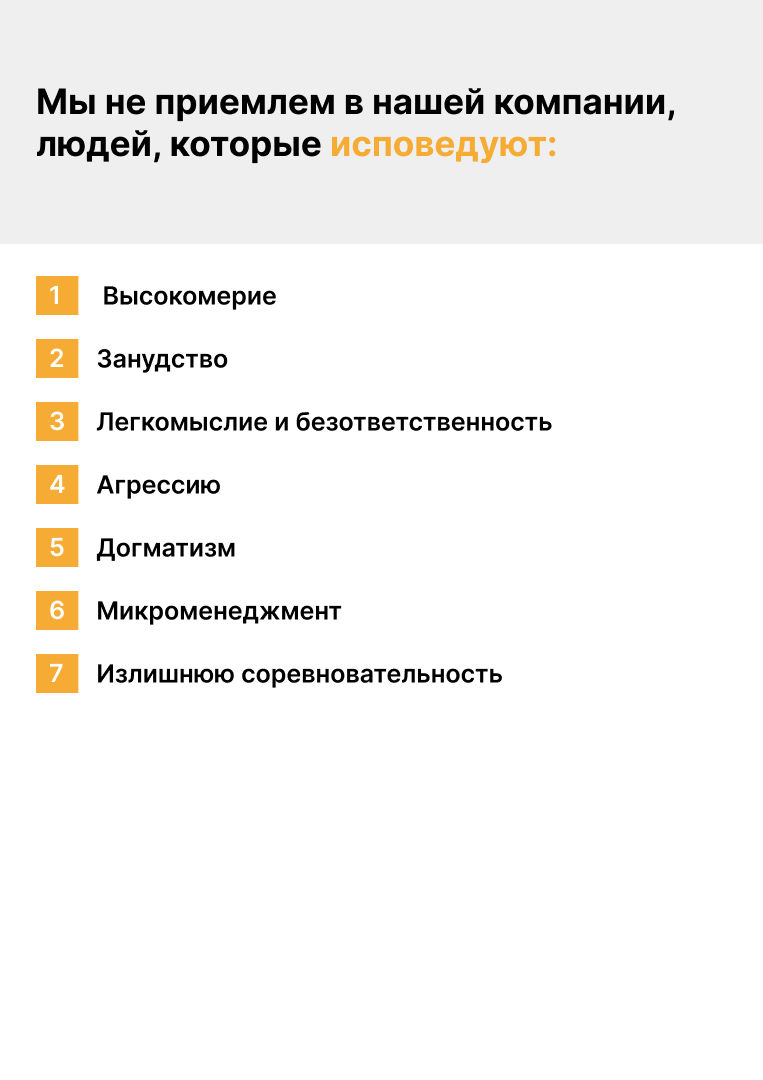 Мы не приемлем в нашей компании,
людей, которые исповедуют:
1 Высокомерие
2 Занудство
3 Легкомыслие и безответственность
4 Агрессию
5 Догматизм
6 Микроменеджмент
7 Излишнюю соревновательность